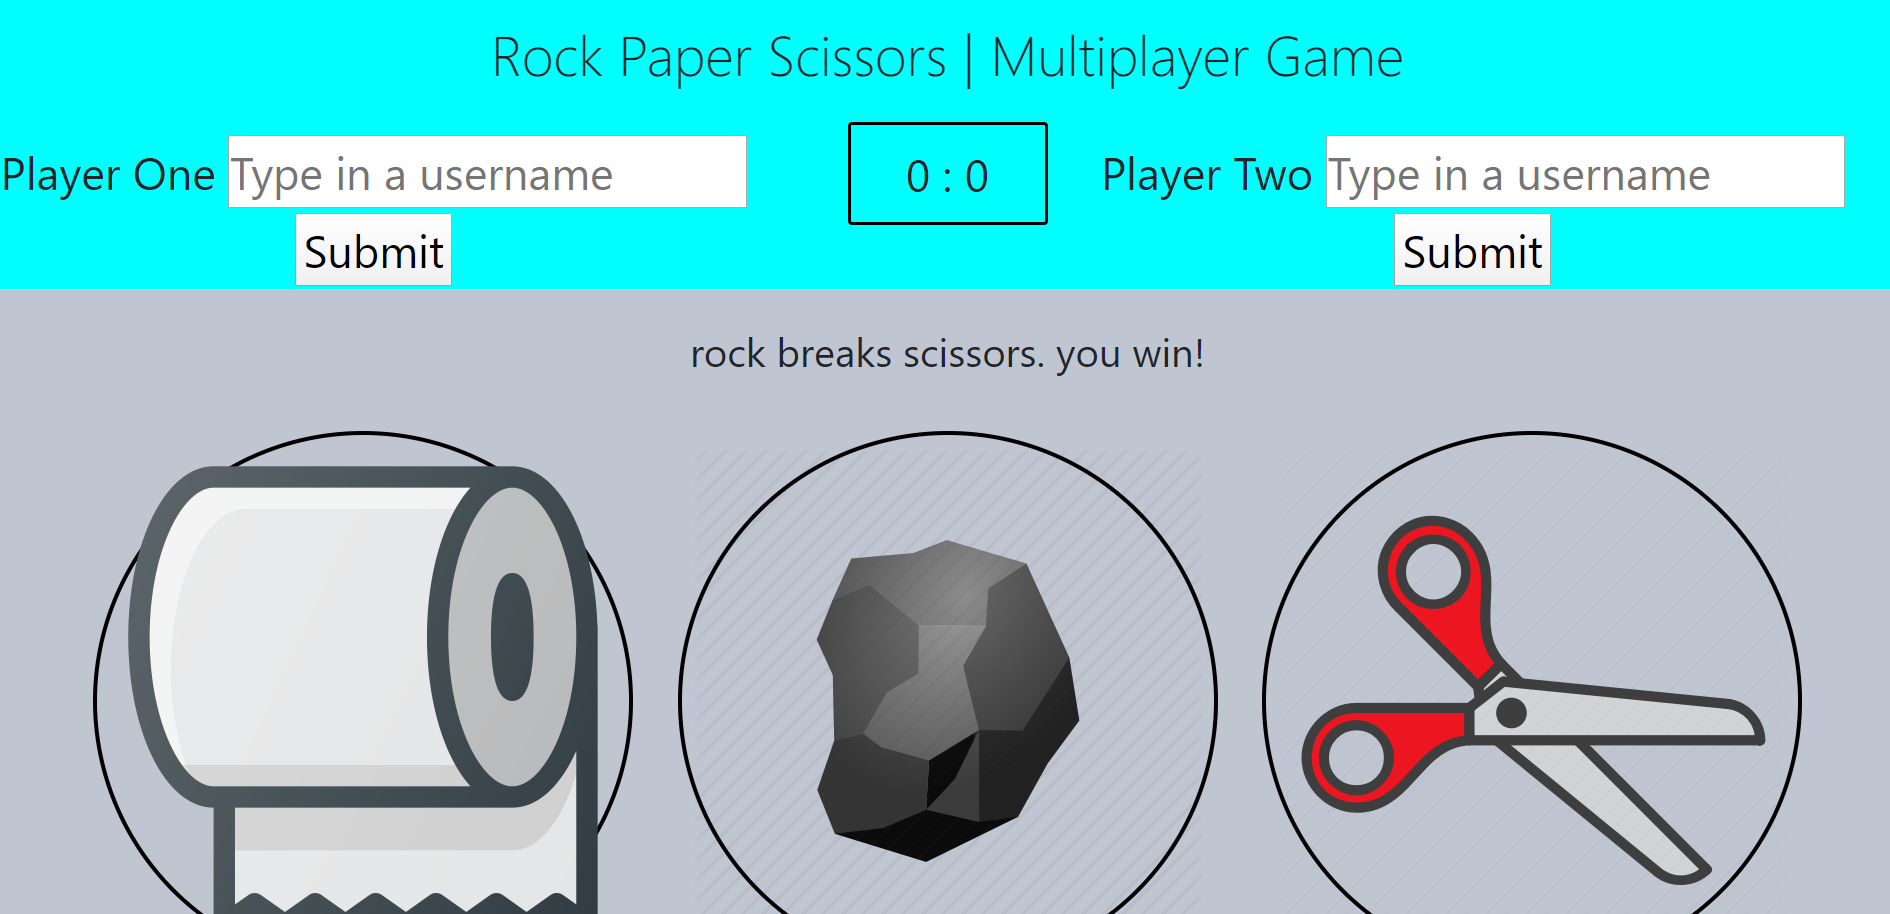 Rock Paper Scissors | Multiplayer Game
Player One Type in a username
Submit
0 : 0
Player Two Type in a username
Submit
rock breaks scissors. you win!